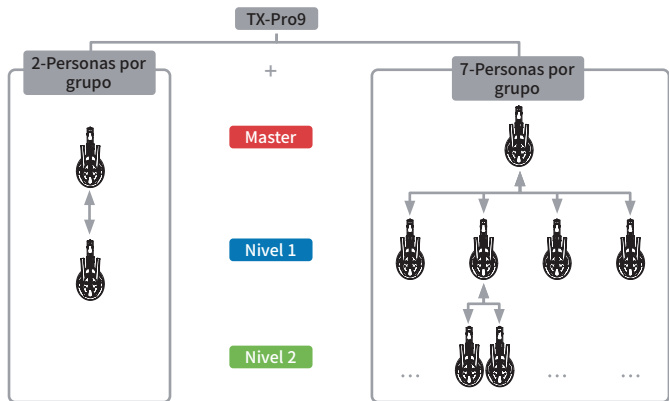 TX-Pro9
2-Personas por
grupo
+
7-Personas por
grupo
Master
Nivel 1
Nivel 2
... ... ...